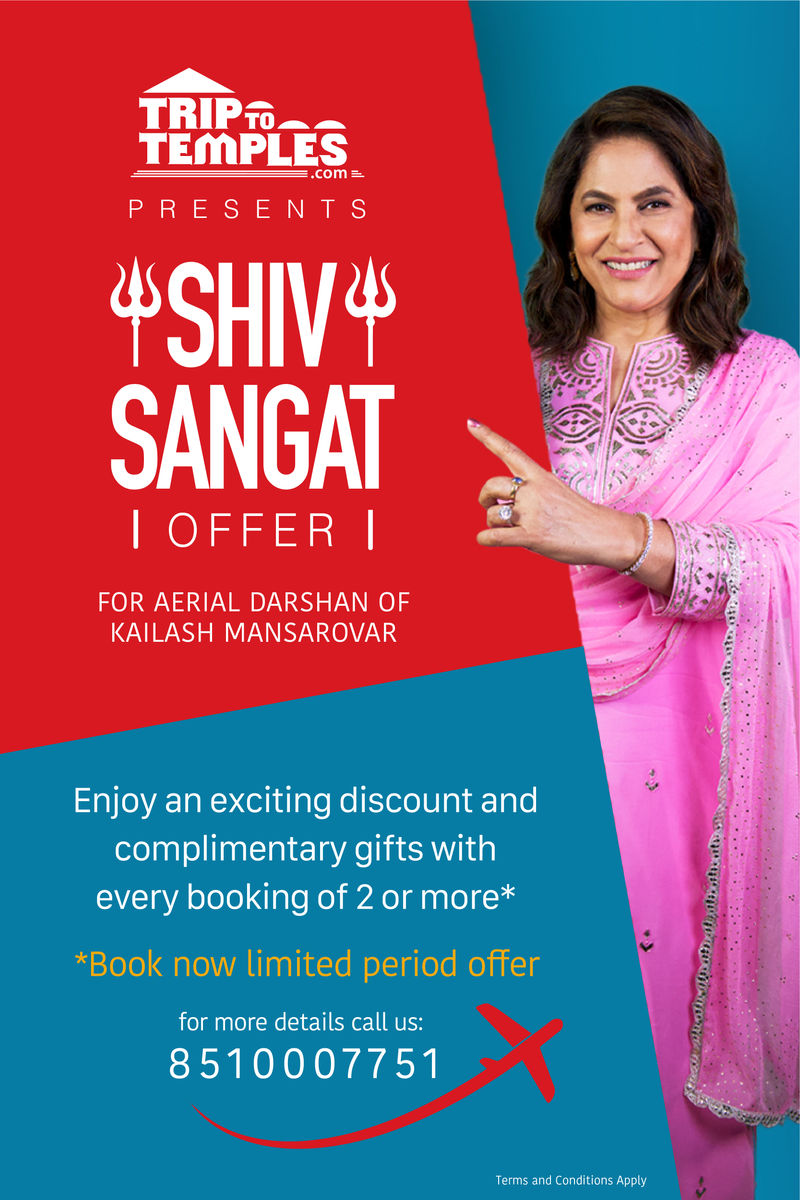 TRIP TO
TEMPLES
.com
PRESENTS
SHIV
SANGAT
| OFFER |
FOR AERIAL DARSHAN OF
KAILASH MANSAROVAR
Enjoy an exciting discount and
complimentary gifts with
every booking of 2 or more*
*Book now limited period offer
for more details call us:
8510007751
Terms and Conditions Apply